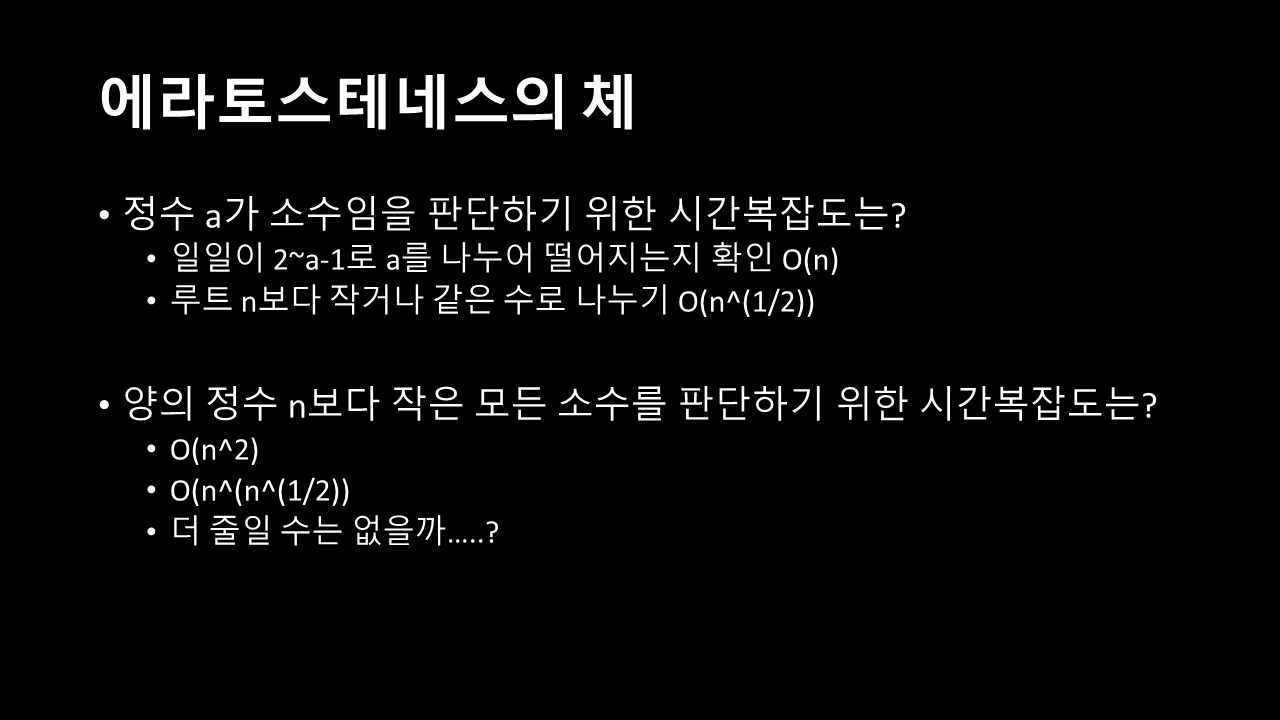 에라토스테네스의 체
• 정수 a가 소수임을 판단하기 위한 시간복잡도는?
• 일일이 2~a-1로 a를 나누어 떨어지는지 확인 O(n)
• 루트 n보다 작거나 같은 수로 나누기 O(n^(1/2))
• 양의 정수 n보다 작은 모든 소수를 판단하기 위한 시간복잡도는?
• O(n^2)
• O(n^(n^(1/2))
• 더 줄일 수는 없을까…..?